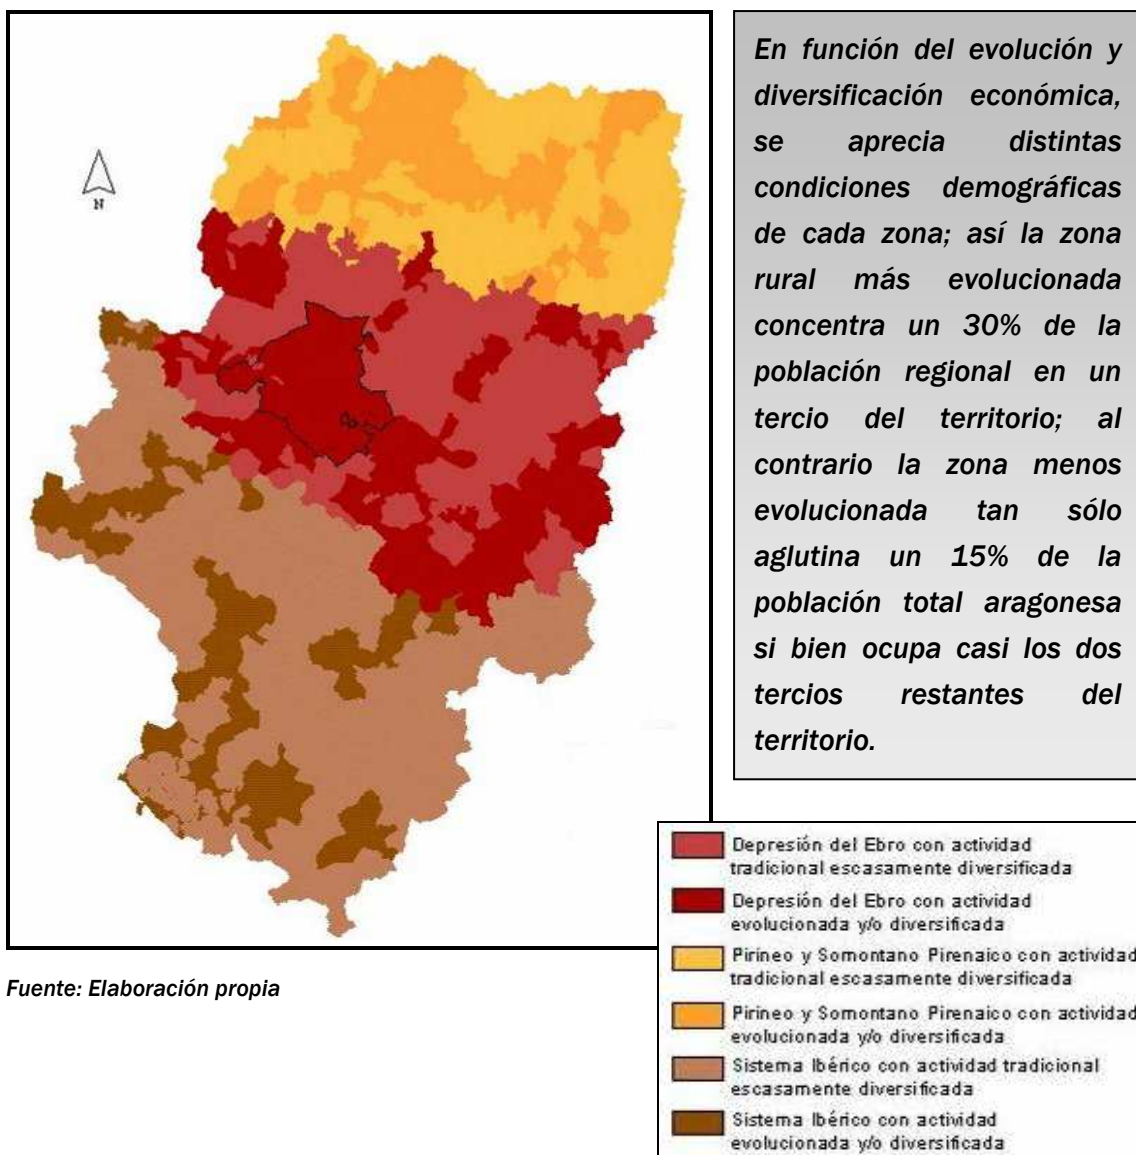 N
En función del evolución y
diversificación económica,
se aprecia distintas
condiciones demográficas
de cada zona; así la zona
rural más evolucionada
concentra un 30% de la
población regional en un
tercio del territorio; al
contrario la zona menos
evolucionada tan sólo
aglutina un 15% de la
población total aragonesa
si bien ocupa casi los dos
tercios restantes del
territorio.
Depresión del Ebro con actividad
tradicional escasamente diversificada
Depresión del Ebro con actividad
evolucionada y/o diversificada
Pirineo y Somontano Pirenaico con actividad
tradicional escasamente diversificada
Pirineo y Somontano Pirenaico con actividad
evolucionada y/o diversificada
Sistema Ibérico con actividad tradicional
escasamente diversificada
Sistema Ibérico con actividad
evolucionada y/o diversificada
Fuente: Elaboración propia